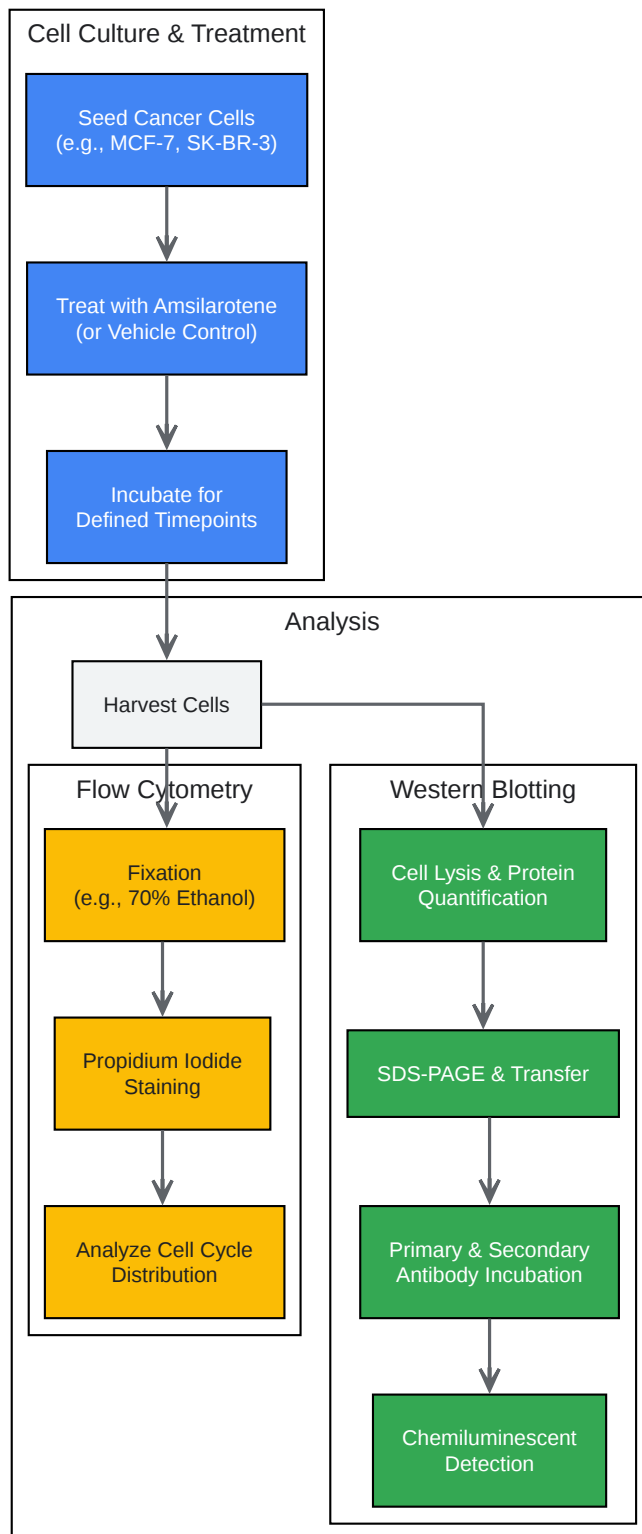 Cell Culture & Treatment
Seed Cancer Cells
(e.g., MCF-7, SK-BR-3)
Treat with Amsilarotene
(or Vehicle Control)
Incubate for
Defined Timepoints
Analysis
Harvest Cells
Flow Cytometry
Fixation
(e.g., 70% Ethanol)
Propidium Iodide
Staining
Analyze Cell Cycle
Distribution
Western Blotting
Cell Lysis & Protein
Quantification
SDS-PAGE & Transfer
Primary & Secondary
Antibody Incubation
Chemiluminescent
Detection